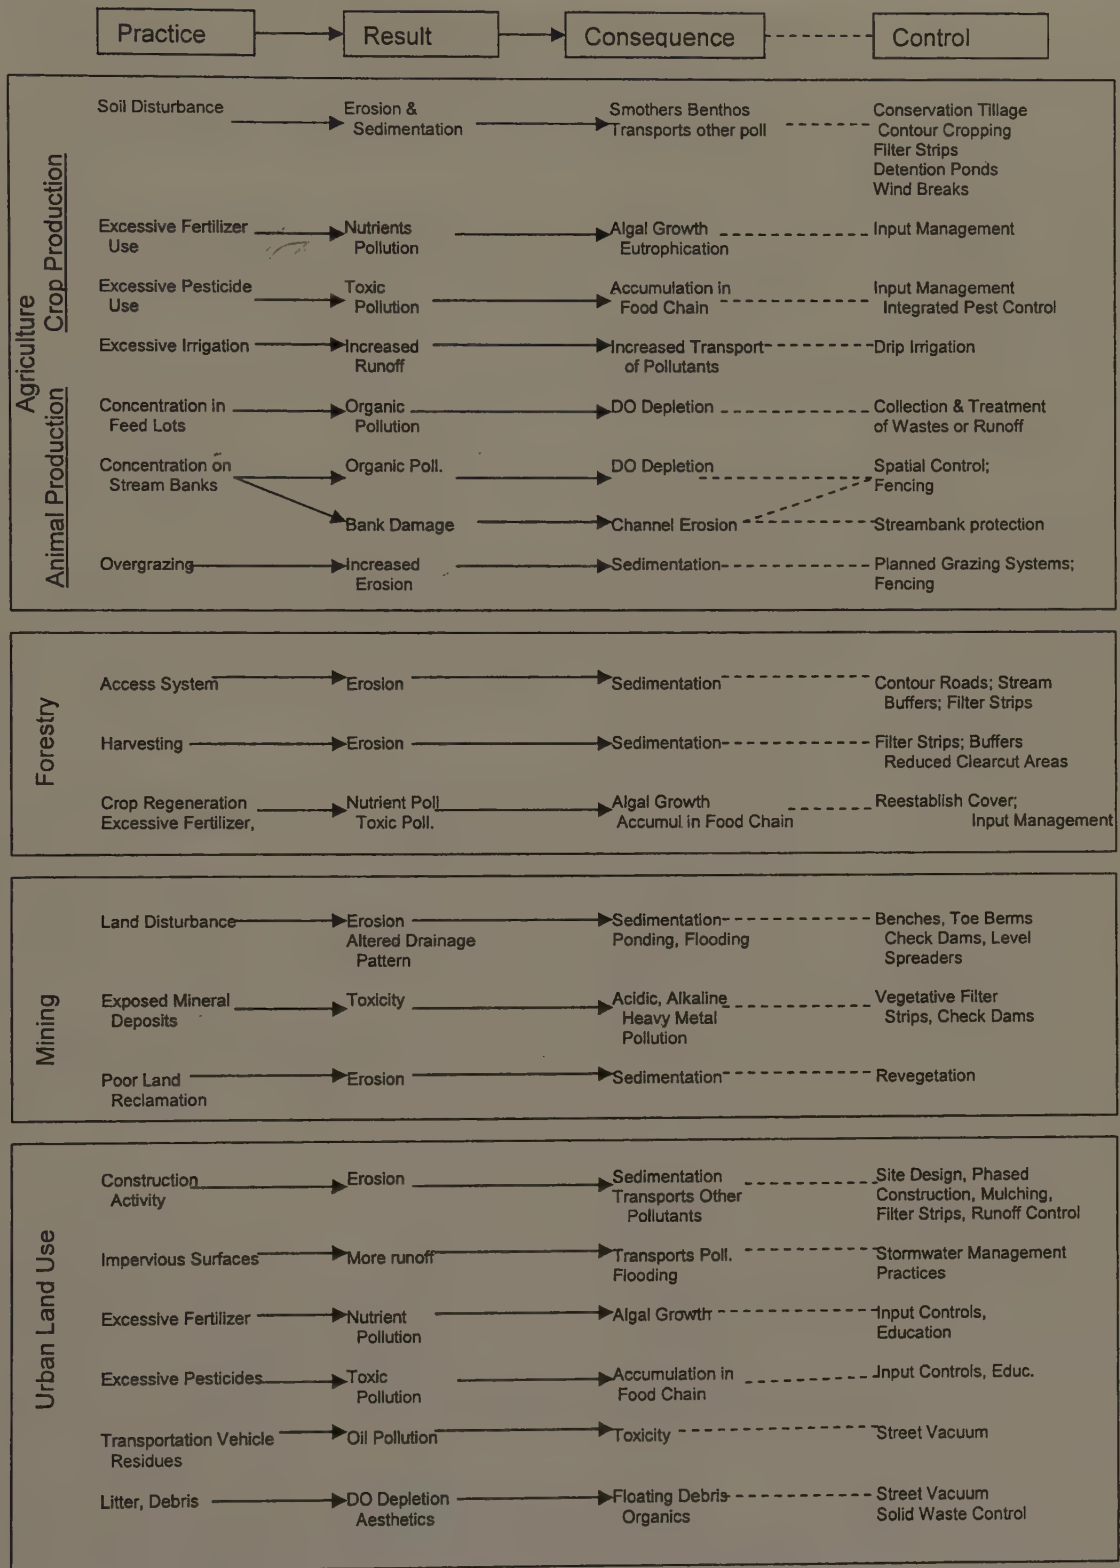 Practice Result Consequence Control
Agriculture
Crop Production
Soil Disturbance Erosion & Smothers Benthos Conservation Tillage
Sedimentation Transports other poll Contour Cropping
Filter Strips
Detention Ponds
Wind Breaks
Excessive Fertilizer Nutrients Algal Growth Input Management
Use Pollution Eutrophication
Excessive Pesticide Toxic Accumulation in Input Management
Use Pollution Food Chain Integrated Pest Control
Excessive Irrigation Increased Increased Transport Drip Irrigation
Runoff of Pollutants
Animal Production
Concentration in Organic DO Depletion Collection & Treatment
Feed Lots Pollution of Wastes or Runoff
Concentration on Organic Poll. DO Depletion Spatial Control;
Stream Banks Fencing
Bank Damage Channel Erosion Streambank protection
Overgrazing Increased Sedimentation Planned Grazing Systems;
Erosion Fencing
Forestry
Access System Erosion Sedimentation Contour Roads; Stream
Buffers; Filter Strips
Harvesting Erosion Sedimentation Filter Strips; Buffers
Reduced Clearcut Areas
Crop Regeneration Nutrient Poll Algal Growth Reestablish Cover;
Excessive Fertilizer, Toxic Poll. Accumul in Food Chain Input Management
Mining
Land Disturbance Erosion Sedimentation Benches, Toe Berms
Altered Drainage Ponding, Flooding Check Dams, Level
Pattern Spreaders
Exposed Mineral Toxicity Acidic, Alkaline Vegetative Filter
Deposits Heavy Metal Strips, Check Dams
Pollution
Poor Land Erosion Sedimentation Revegetation
Reclamation
Urban Land Use
Construction Erosion Sedimentation Site Design, Phased
Activity Transports Other Construction, Mulching,
Pollutants Filter Strips, Runoff Control
Impervious Surfaces More runoff Transports Poll. Stormwater Management
Flooding Practices
Excessive Fertilizer Nutrient Algal Growth Input Controls,
Pollution Education
Excessive Pesticides Toxic Accumulation in Input Controls, Educ.
Pollution Food Chain
Transportation Vehicle Oil Pollution Toxicity Street Vacuum
Residues
Litter, Debris DO Depletion Floating Debris Street Vacuum
Aesthetics Organics Solid Waste Control